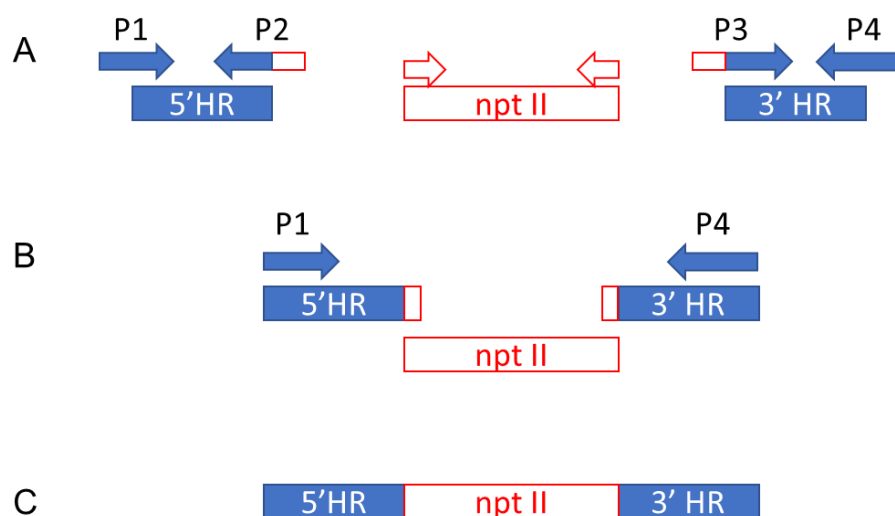 A
P1
P2
P3
P4
5'HR
npt II
3' HR
B
P1
P4
5'HR
3' HR
npt II
C
5'HR
npt II
3' HR